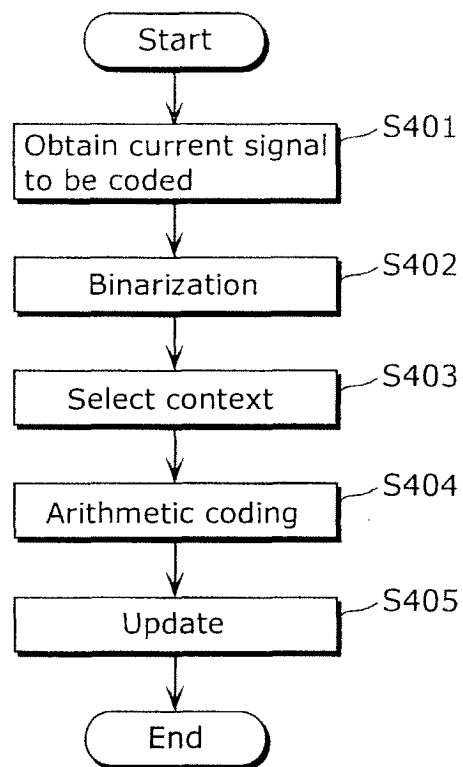 Start
S401
Obtain current signal
to be coded
S402
Binarization
S403
Select context
S404
Arithmetic coding
S405
Update
End